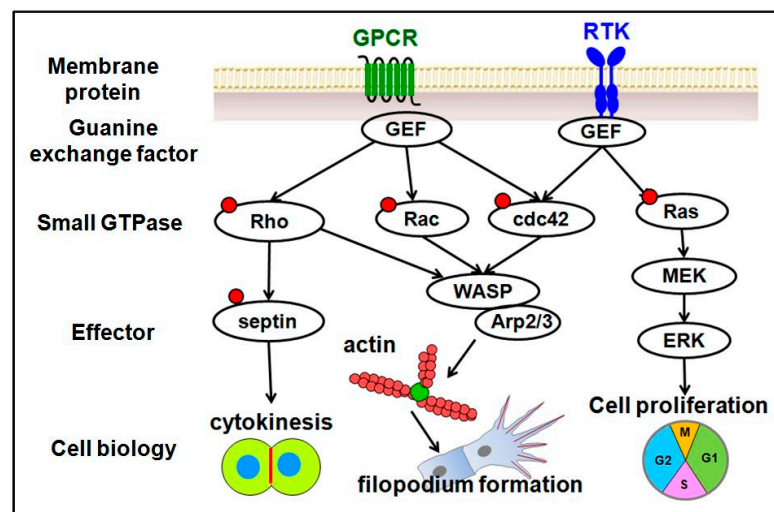 GPCR
RTK
Membrane
protein
Guanine
exchange factor
GEF
GEF
Small GTPase
Rho
Rac
cdc42
Ras
WASP
MEK
Effector
septin
Arp2/3
ERK
actin
Cell proliferation
Cell biology
cytokinesis
filopodium formation
M
G2
G1
S